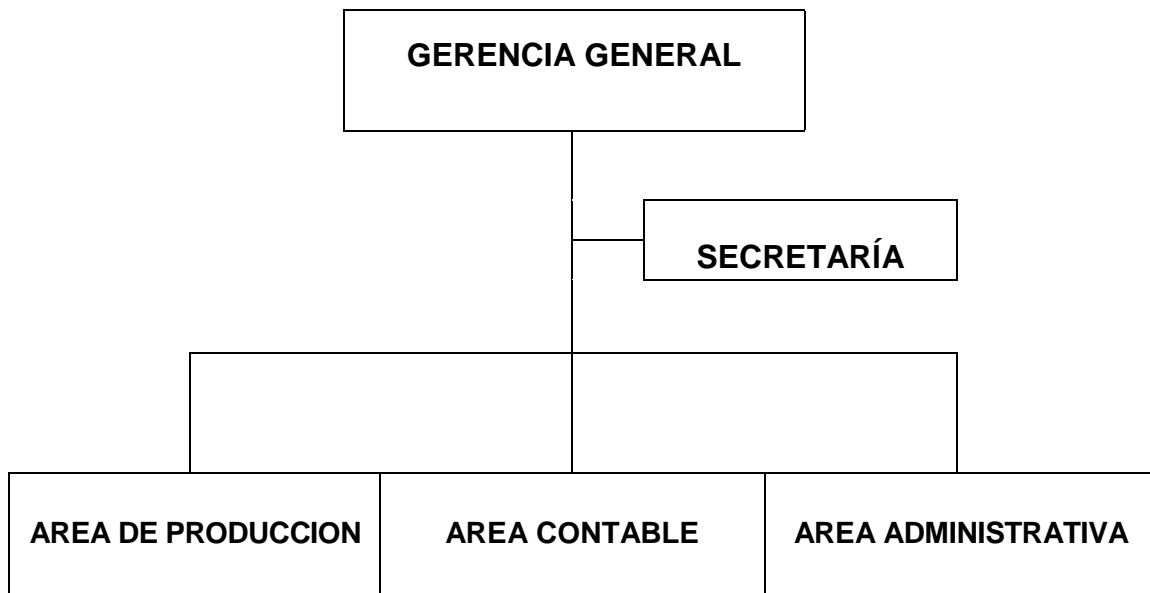 GERENCIA GENERAL
SECRETARÍA
AREA DE PRODUCCION
AREA CONTABLE
AREA ADMINISTRATIVA